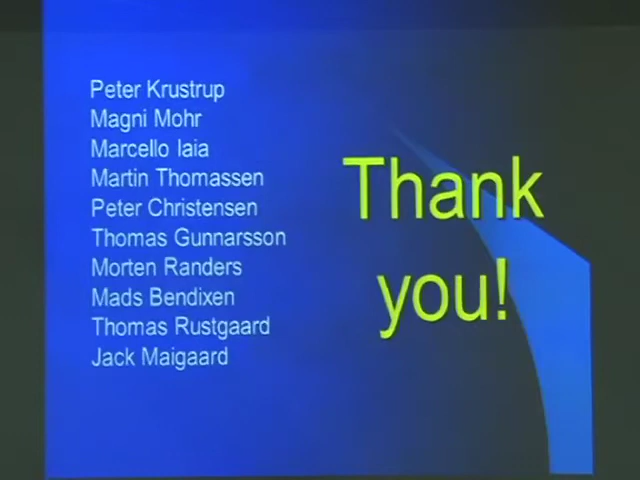 Peter Krustrup
Magni Mohr
Marcello Iaia
Martin Thomassen
Peter Christensen
Thomas Gunnarsson
Morten Randers
Mads Bendixen
Thomas Rustgaard
Jack Maigaard
Thank
you!